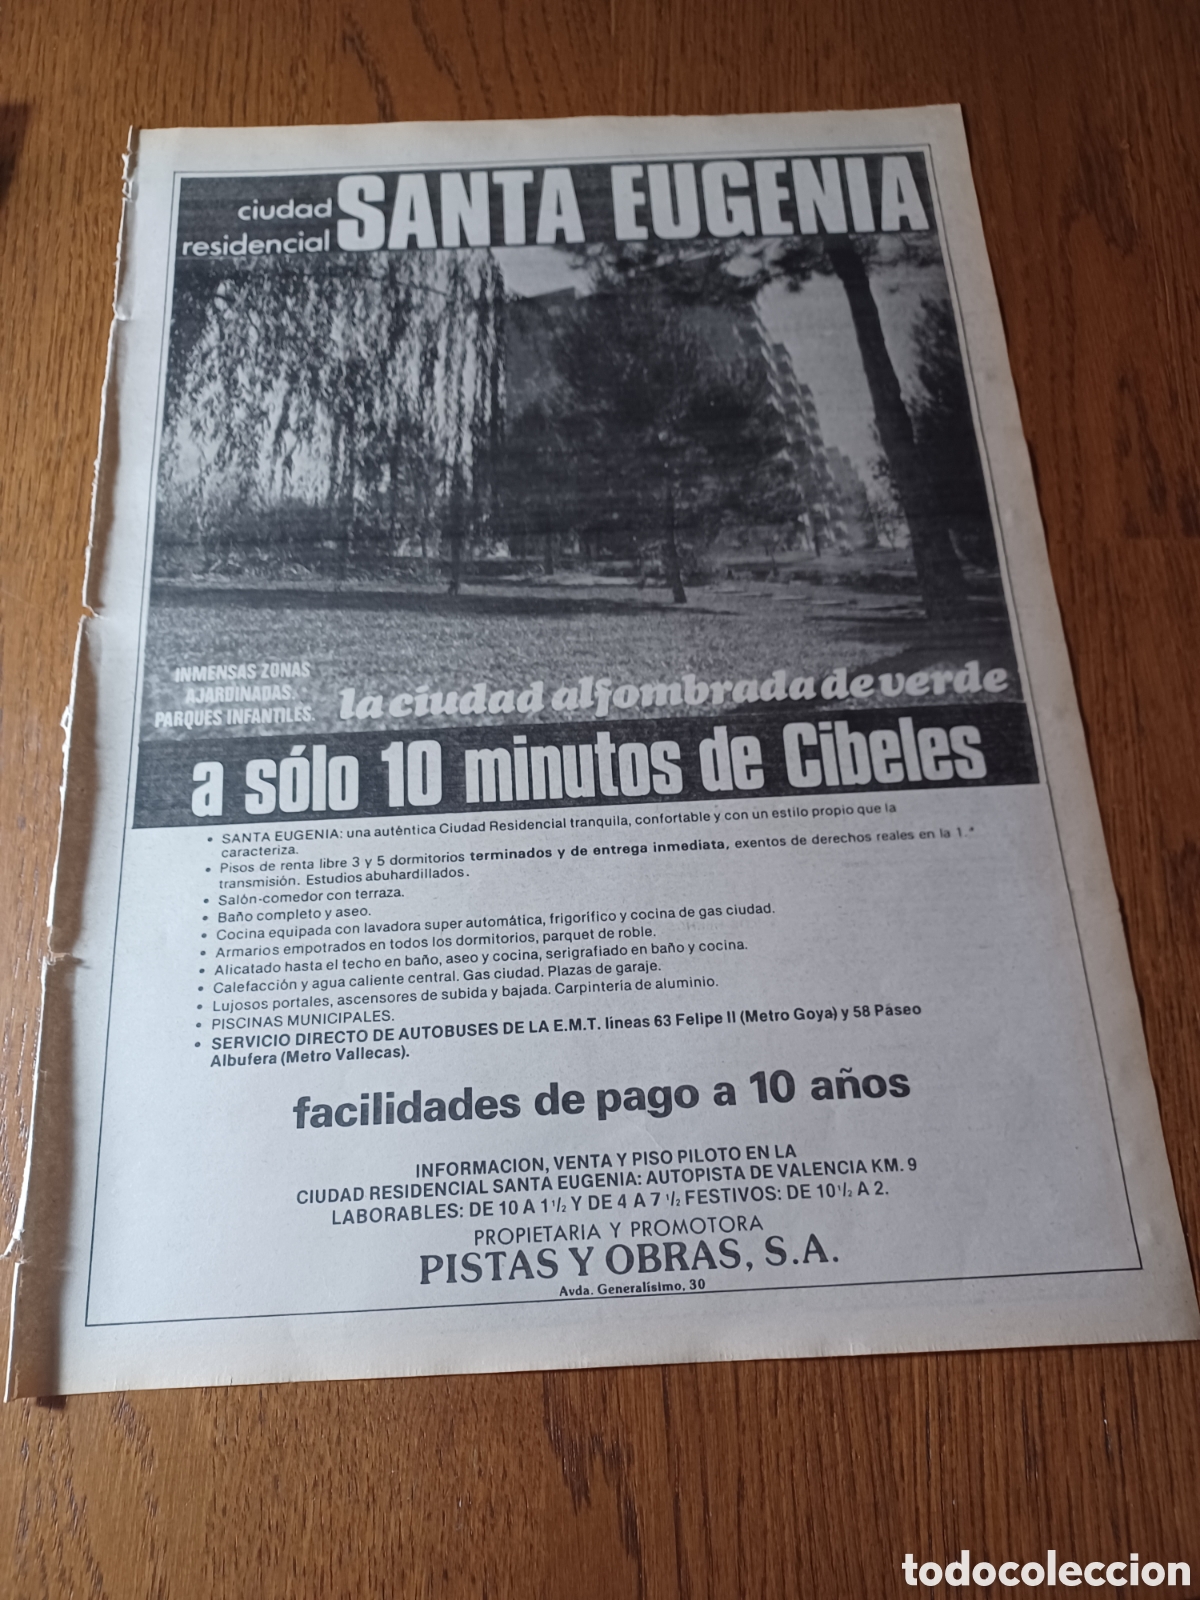 ciudad
residencial
SANTA EUGENIA
INMENSAS ZONAS
AJARDINADAS.
PARQUES INFANTILES.
la ciudad alfombrada de verde
a sólo 10 minutos de Cibeles
• SANTA EUGENIA: una auténtica Ciudad Residencial tranquila, confortable y con un estilo propio que la
caracteriza.
• Pisos de renta libre 3 y 5 dormitorios terminados y de entrega inmediata, exentos de derechos reales en la 1.ª
transmisión. Estudios abuhardillados.
• Salón-comedor con terraza.
• Baño completo y aseo.
• Cocina equipada con lavadora super automática, frigorífico y cocina de gas ciudad.
• Armarios empotrados en todos los dormitorios, parquet de roble.
• Alicatado hasta el techo en baño, aseo y cocina, serigrafiado en baño y cocina.
• Calefacción y agua caliente central. Gas ciudad. Plazas de garaje.
• Lujosos portales, ascensores de subida y bajada. Carpintería de aluminio.
• PISCINAS MUNICIPALES.
• SERVICIO DIRECTO DE AUTOBUSES DE LA E.M.T. líneas 63 Felipe II (Metro Goya) y 58 Paseo
Albufera (Metro Vallecas).
facilidades de pago a 10 años
INFORMACION, VENTA Y PISO PILOTO EN LA
CIUDAD RESIDENCIAL SANTA EUGENIA: AUTOPISTA DE VALENCIA KM. 9
LABORABLES: DE 10 A 1 1/2 Y DE 4 A 7 1/2 FESTIVOS: DE 10 1/2 A 2.
PROPIETARIA Y PROMOTORA
PISTAS Y OBRAS, S.A.
Avda. Generalísimo, 30
todocoleccion